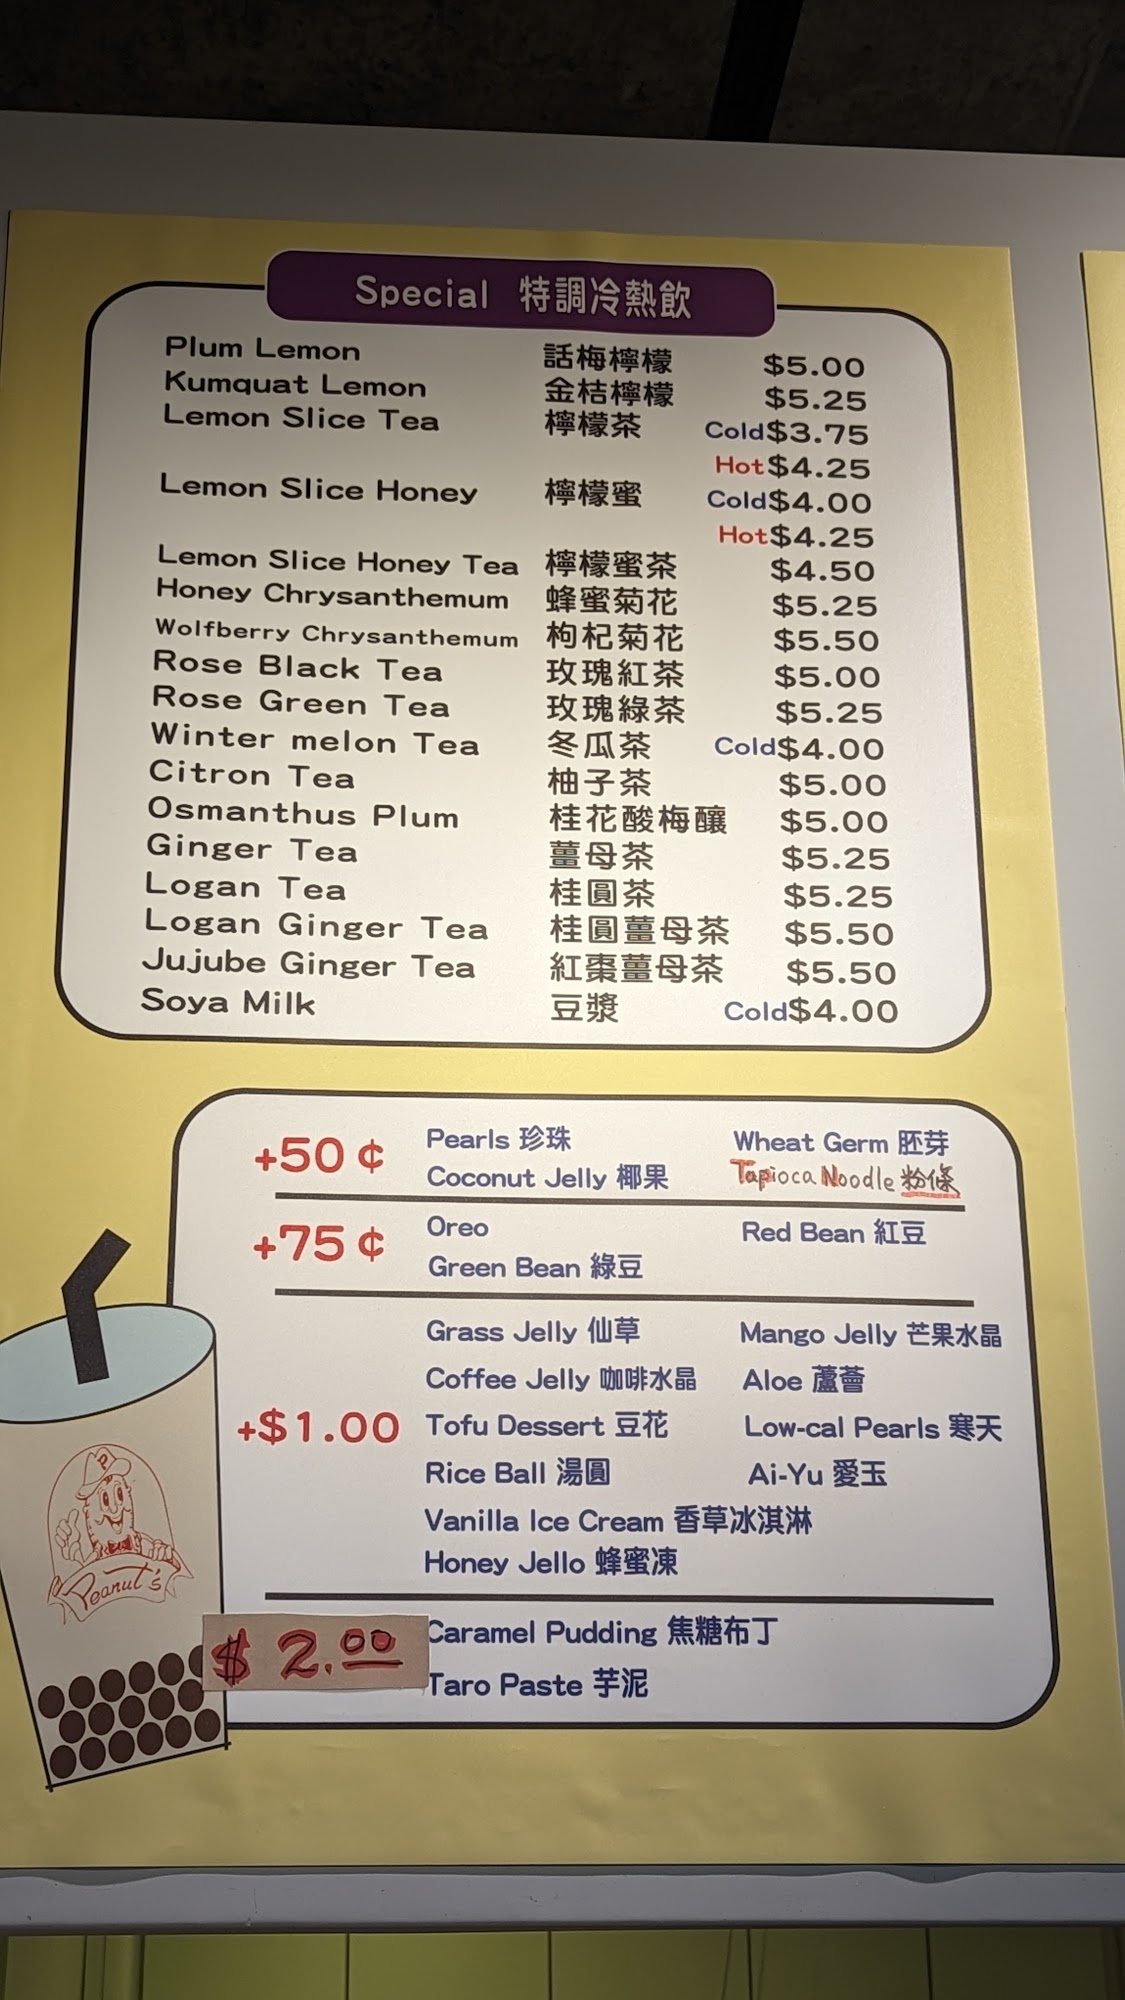 Special 特調冷熱飲
Plum Lemon 話梅檸檬 $5.00
Kumquat Lemon 金桔檸檬 $5.25
Lemon Slice Tea 檸檬茶 Cold$3.75
Hot$4.25
Lemon Slice Honey 檸檬蜜 Cold$4.00
Hot$4.25
Lemon Slice Honey Tea 檸檬蜜茶 $4.50
Honey Chrysanthemum 蜂蜜菊花 $5.25
Wolfberry Chrysanthemum 枸杞菊花 $5.50
Rose Black Tea 玫瑰紅茶 $5.00
Rose Green Tea 玫瑰綠茶 $5.25
Winter melon Tea 冬瓜茶 Cold$4.00
Citron Tea 柚子茶 $5.00
Osmanthus Plum 桂花酸梅釀 $5.00
Ginger Tea 薑母茶 $5.25
Logan Tea 桂圓茶 $5.25
Logan Ginger Tea 桂圓薑母茶 $5.50
Jujube Ginger Tea 紅棗薑母茶 $5.50
Soya Milk 豆漿 Cold$4.00
+50¢ Pearls 珍珠 Wheat Germ 胚芽
Coconut Jelly 椰果 Tapioca Noodle 粉條
+75¢ Oreo Red Bean 紅豆
Green Bean 綠豆
Grass Jelly 仙草 Mango Jelly 芒果水晶
Coffee Jelly 咖啡水晶 Aloe 蘆薈
+$1.00 Tofu Dessert 豆花 Low-cal Pearls 寒天
Rice Ball 湯圓 Ai-Yu 愛玉
Vanilla Ice Cream 香草冰淇淋
Honey Jello 蜂蜜凍
$2.00 Caramel Pudding 焦糖布丁
Taro Paste 芋泥
P
Peanut's